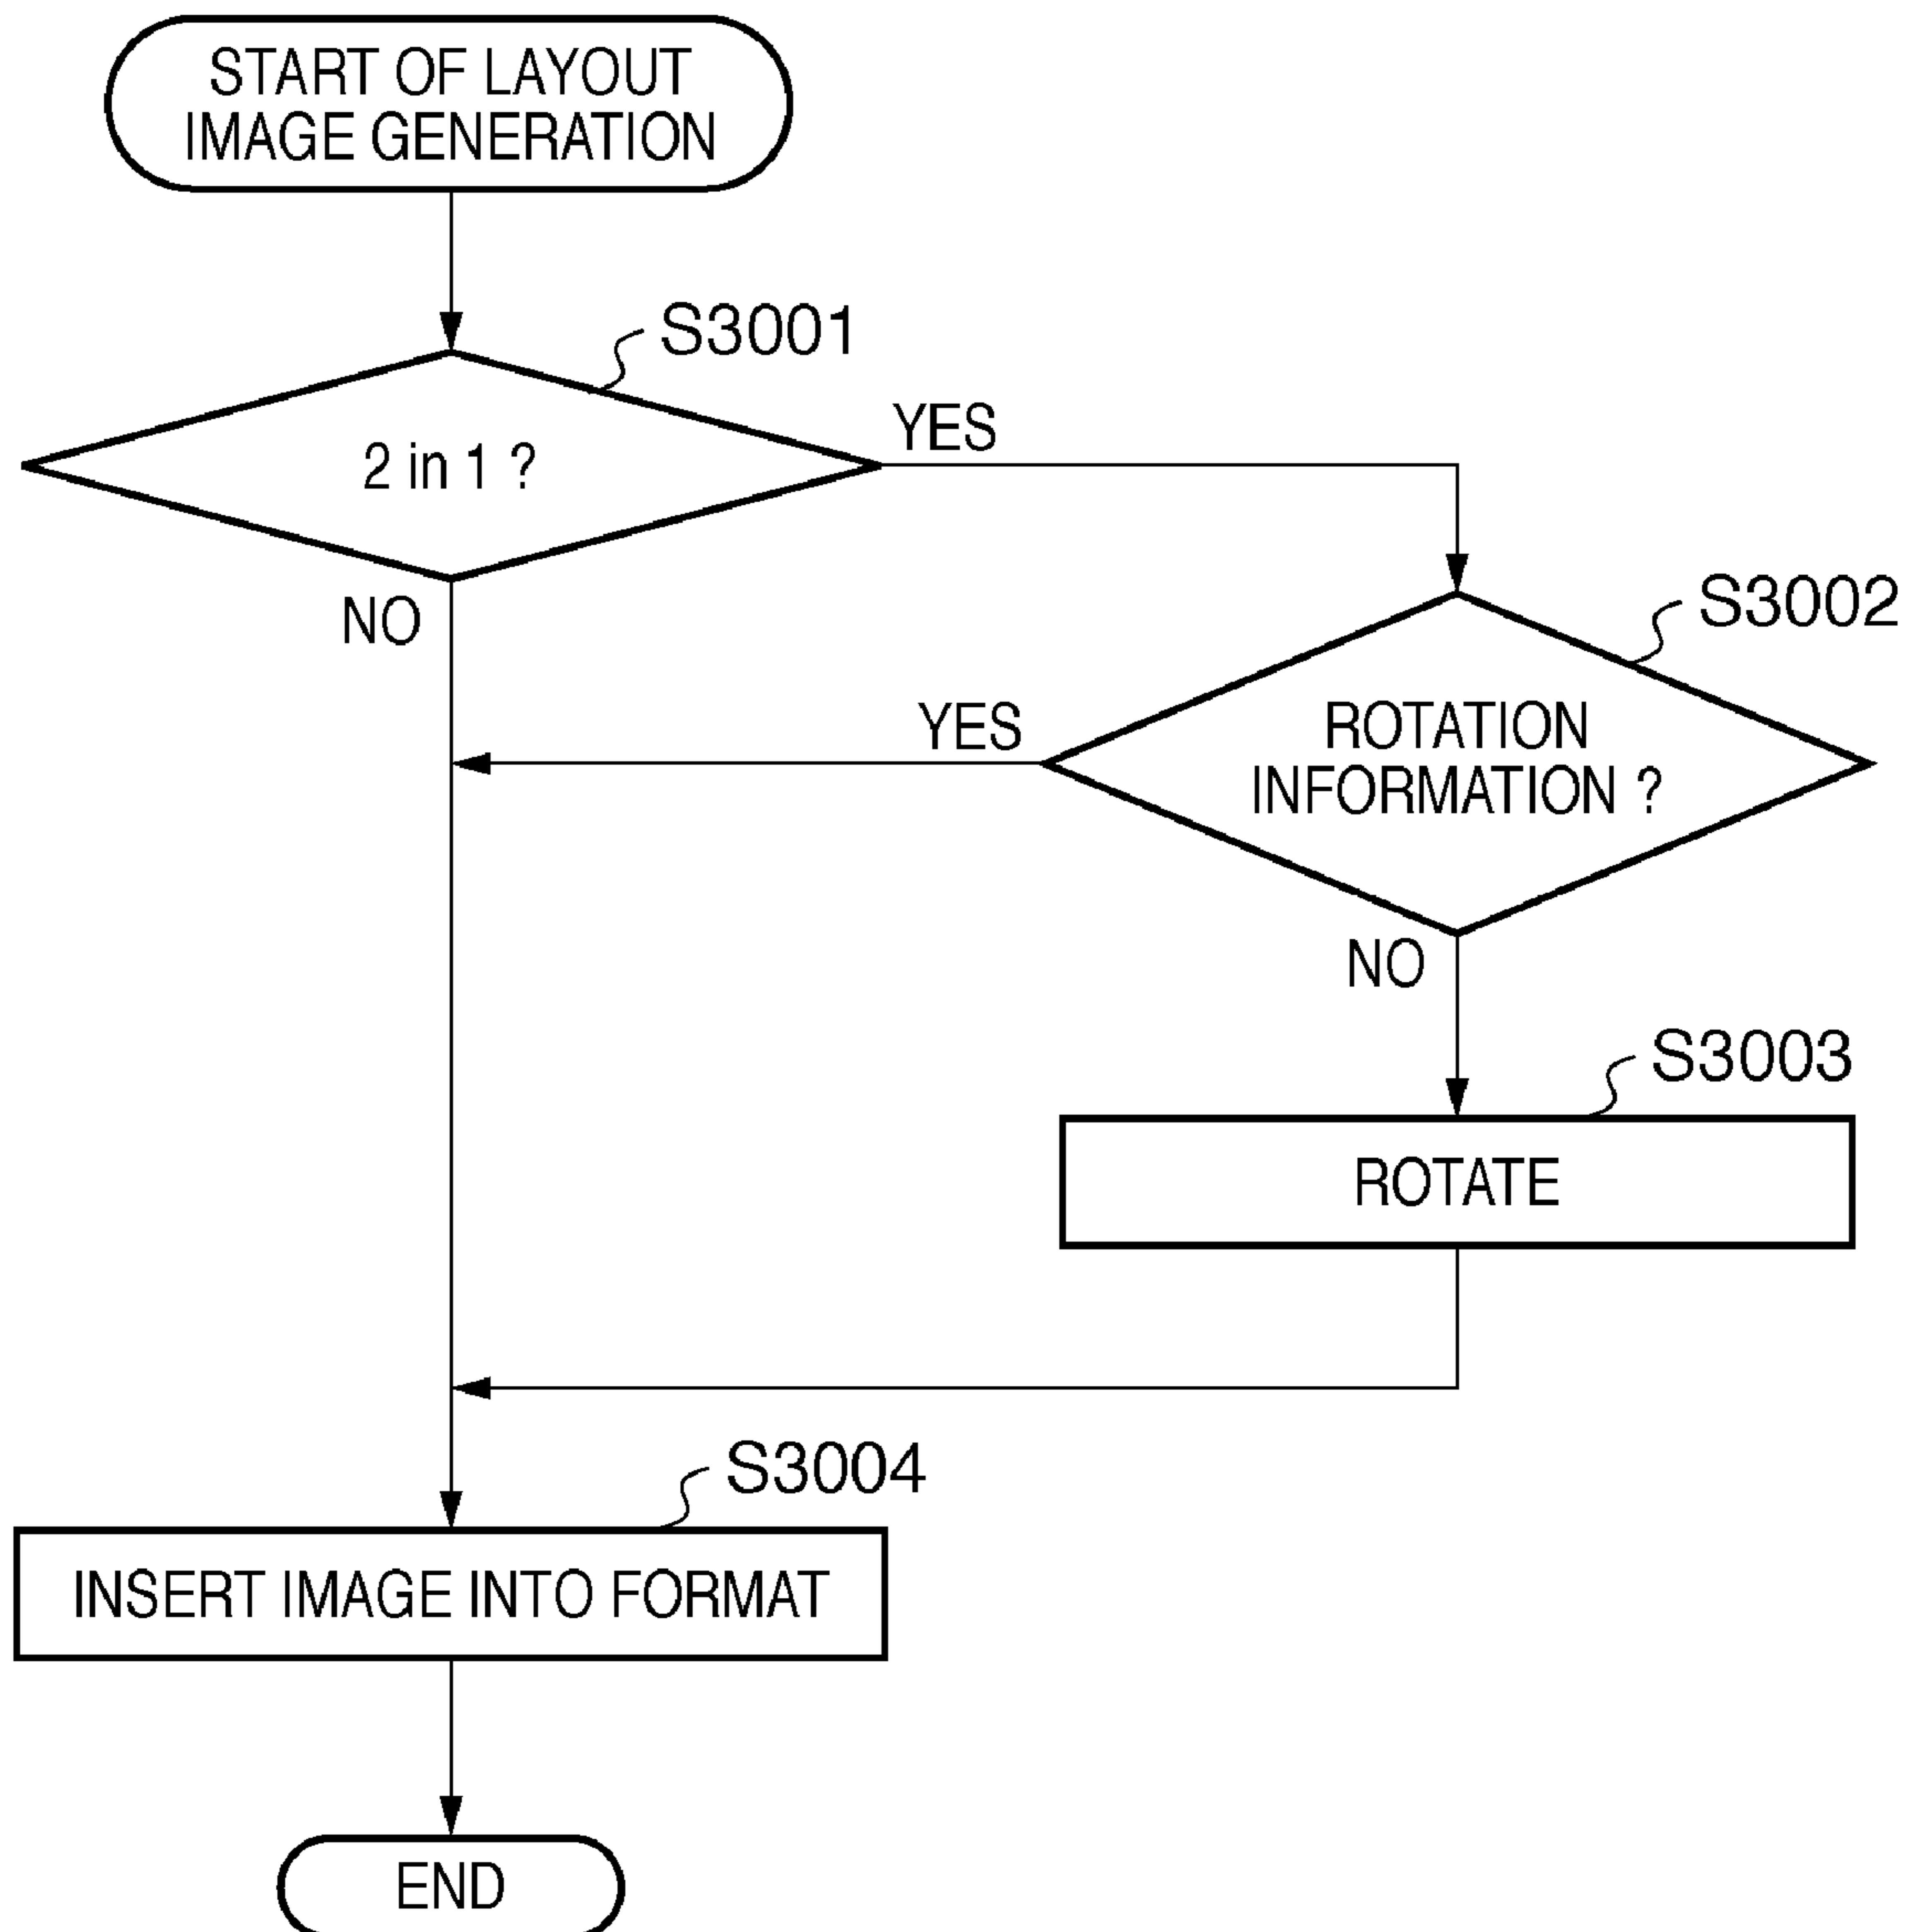 START OF LAYOUT
IMAGE GENERATION
S3001
2 in 1 ?
YES
NO
S3002
ROTATION
INFORMATION ?
YES
NO
S3003
ROTATE
S3004
INSERT IMAGE INTO FORMAT
END